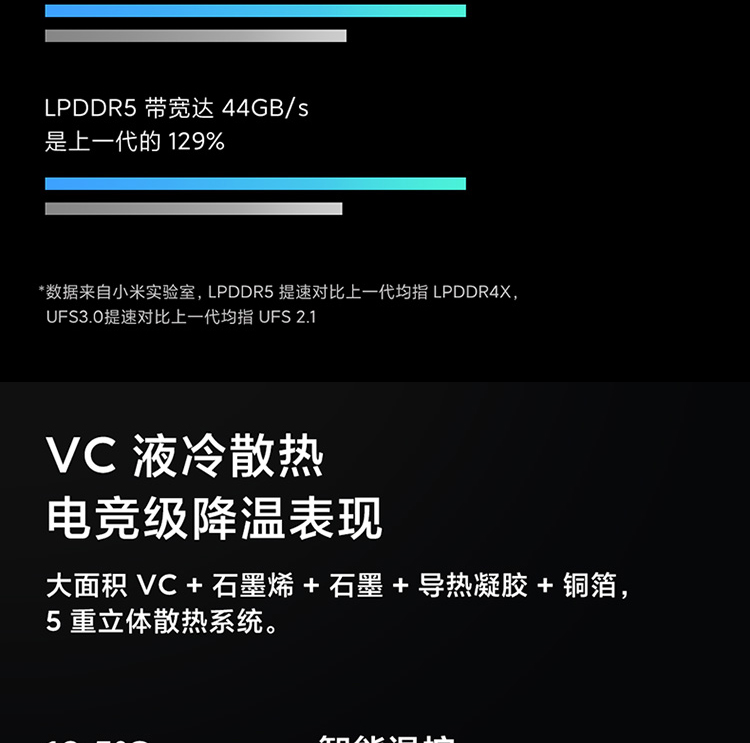 LPDDR5 带宽达 44GB/s
是上一代的 129%
*数据来自小米实验室，LPDDR5 提速对比上一代均指 LPDDR4X，
UFS3.0提速对比上一代均指 UFS 2.1
VC 液冷散热
电竞级降温表现
大面积 VC + 石墨烯 + 石墨 + 导热凝胶 + 铜箔，
5 重立体散热系统。